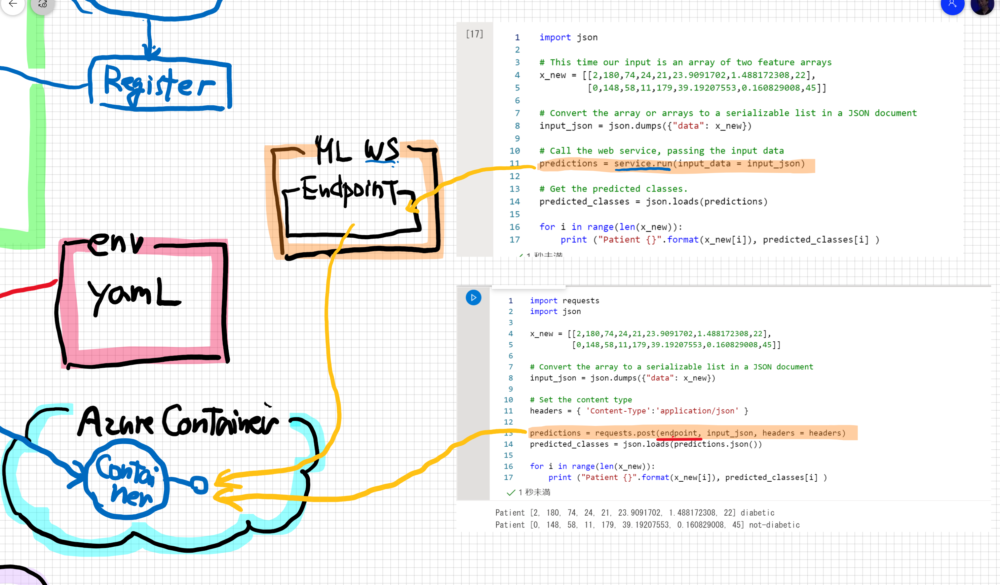 Register
ML WS
Endpoint
env
yamL
Azure Container
Contai
ner
[17]
1 import json
2
3 # This time our input is an array of two feature arrays
4 x_new = [[2,180,74,24,21,23.9091702,1.488172308,22],
5 [0,148,58,11,179,39.19207553,0.160829008,45]]
6
7 # Convert the array or arrays to a serializable list in a JSON document
8 input_json = json.dumps({"data": x_new})
9
10 # Call the web service, passing the input data
11 predictions = service.run(input_data = input_json)
12
13 # Get the predicted classes.
14 predicted_classes = json.loads(predictions)
15
16 for i in range(len(x_new)):
17 print ("Patient {}".format(x_new[i]), predicted_classes[i] )
1 秒未満
1 import requests
2 import json
3
4 x_new = [[2,180,74,24,21,23.9091702,1.488172308,22],
5 [0,148,58,11,179,39.19207553,0.160829008,45]]
6
7 # Convert the array to a serializable list in a JSON document
8 input_json = json.dumps({"data": x_new})
9
10 # Set the content type
11 headers = { 'Content-Type':'application/json' }
12
13 predictions = requests.post(endpoint, input_json, headers = headers)
14 predicted_classes = json.loads(predictions.json())
15
16 for i in range(len(x_new)):
17 print ("Patient {}".format(x_new[i]), predicted_classes[i] )
1 秒未満
Patient [2, 180, 74, 24, 21, 23.9091702, 1.488172308, 22] diabetic
Patient [0, 148, 58, 11, 179, 39.19207553, 0.160829008, 45] not-diabetic